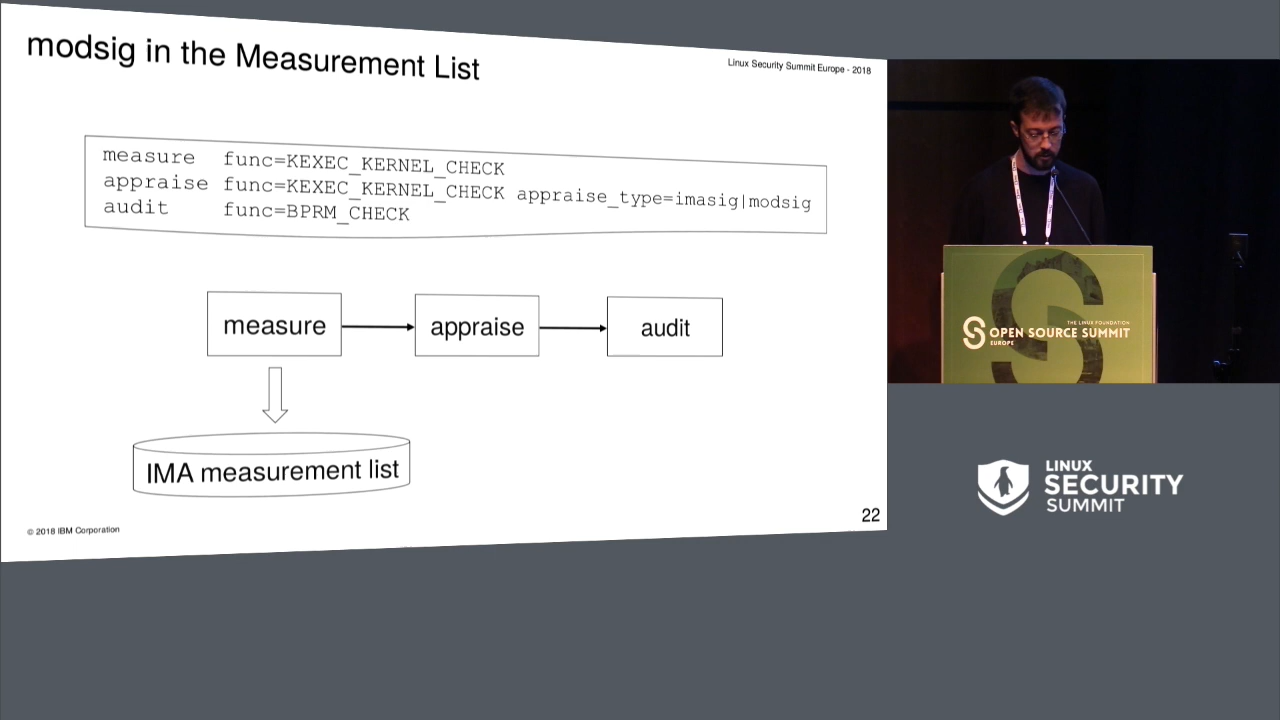 modsig in the Measurement List
Linux Security Summit Europe - 2018
measure func=KEXEC_KERNEL_CHECK
appraise func=KEXEC_KERNEL_CHECK appraise_type=imasig|modsig
audit func=BPRM_CHECK
measure
appraise
audit
IMA measurement list
© 2018 IBM Corporation
22
THE LINUX FOUNDATION
OPEN SOURCE SUMMIT
EUROPE
LINUX
SECURITY
SUMMIT